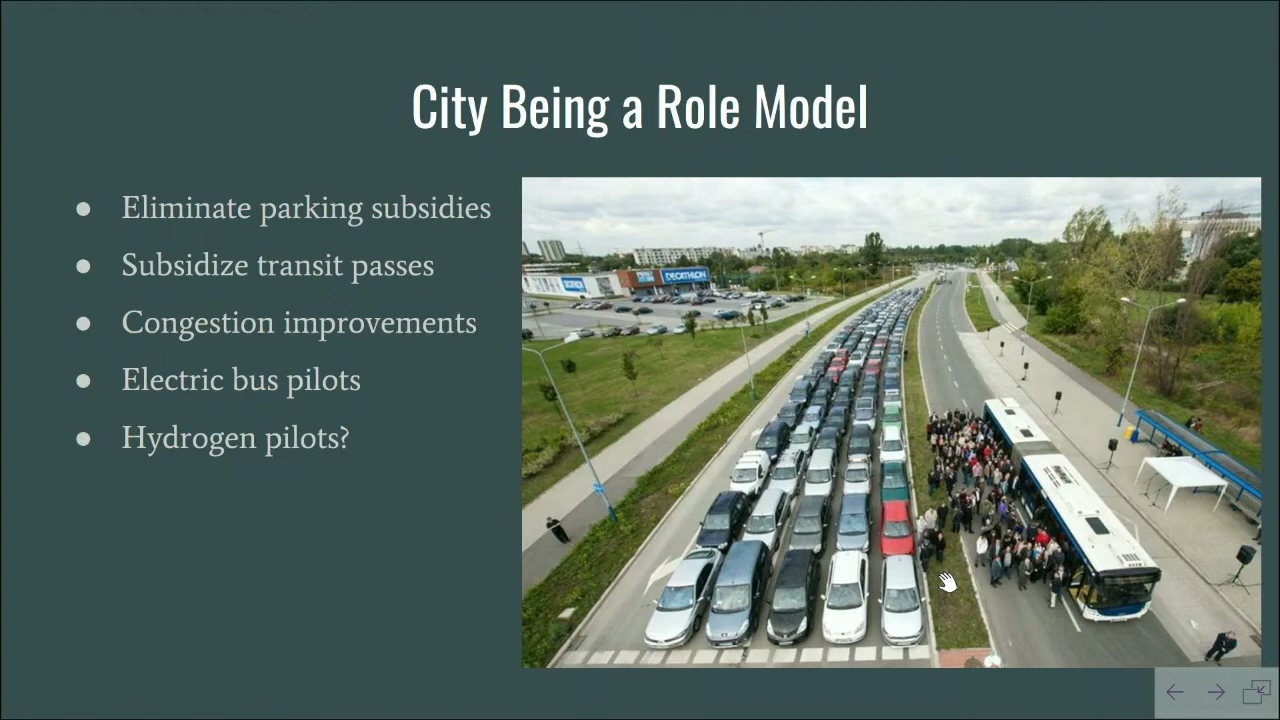 City Being a Role Model
● Eliminate parking subsidies
● Subsidize transit passes
● Congestion improvements
● Electric bus pilots
● Hydrogen pilots?
DECATHLON